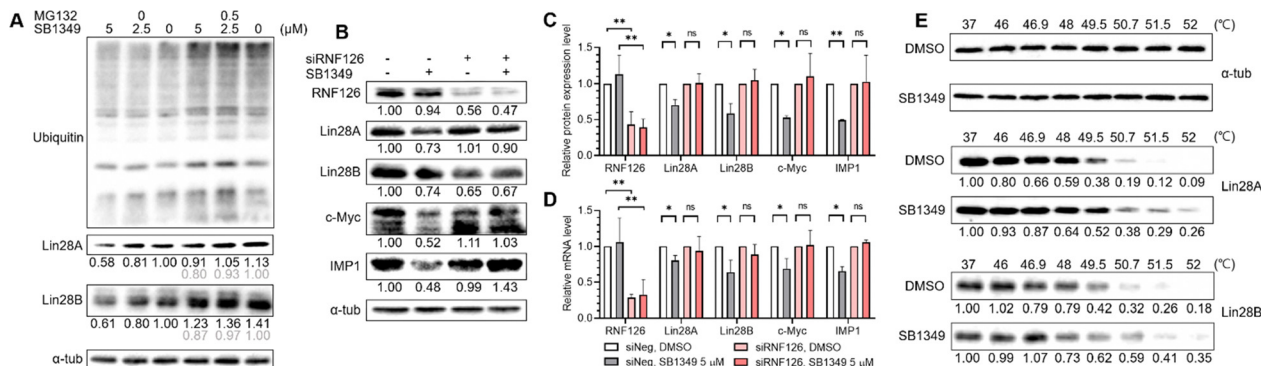 A
MG132 0 0.5
SB1349 5 2.5 0 5 2.5 0 (μM)
Ubiquitin
Lin28A
0.58 0.81 1.00 0.91 1.05 1.13
0.80 0.93 1.00
Lin28B
0.61 0.80 1.00 1.23 1.36 1.41
0.87 0.97 1.00
α-tub
B
siRNF126 - - + +
SB1349 - + - +
RNF126
1.00 0.94 0.56 0.47
Lin28A
1.00 0.73 1.01 0.90
Lin28B
1.00 0.74 0.65 0.67
c-Myc
1.00 0.52 1.11 1.03
IMP1
1.00 0.48 0.99 1.43
α-tub
C
Relative protein expression level
1.5
1.0
0.5
0.0
** ** * ns * ns * ns ** ns
RNF126 Lin28A Lin28B c-Myc IMP1
D
Relative mRNA level
1.5
1.0
0.5
0.0
** ** * ns * ns * ns * ns
RNF126 Lin28A Lin28B c-Myc IMP1
siNeg, DMSO siRNF126, DMSO
siNeg, SB1349 5 μM siRNF126, SB1349 5 μM
E
37 46 46.9 48 49.5 50.7 51.5 52 (℃)
DMSO
α-tub
SB1349
37 46 46.9 48 49.5 50.7 51.5 52 (℃)
DMSO
1.00 0.80 0.66 0.59 0.38 0.19 0.12 0.09
Lin28A
SB1349
1.00 0.93 0.87 0.64 0.52 0.38 0.29 0.26
37 46 46.9 48 49.5 50.7 51.5 52 (℃)
DMSO
1.00 1.02 0.79 0.79 0.42 0.32 0.26 0.18
Lin28B
SB1349
1.00 0.99 1.07 0.73 0.62 0.59 0.41 0.35